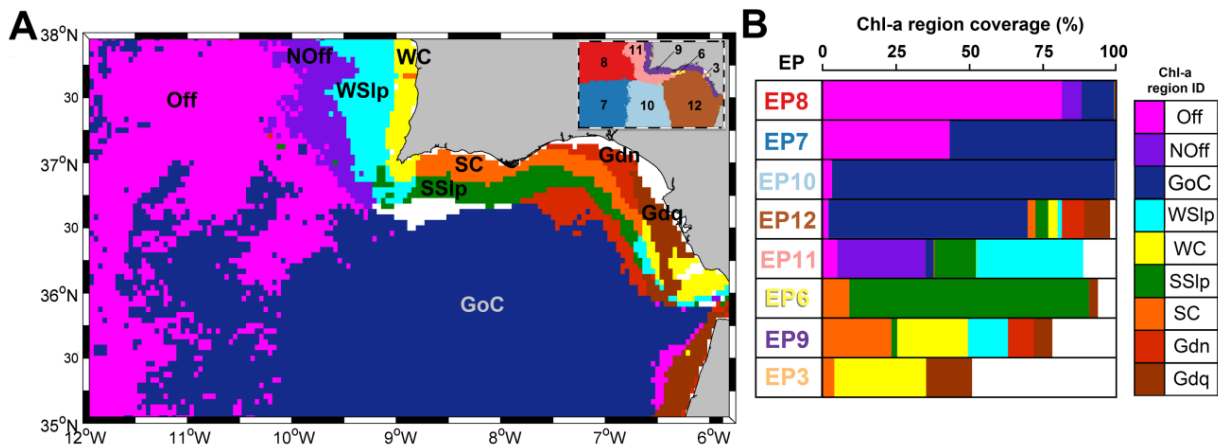 A
38°N
30
37°N
30
36°N
30
35°N
12°W
11°W
10°W
9°W
8°W
7°W
6°W
Off
NOff
WSlp
WC
SC
SSlp
Gdn
Gdq
GoC
11
9
6
3
8
7
10
12
B
Chl-a region coverage (%)
EP
0
25
50
75
100
EP8
EP7
EP10
EP12
EP11
EP6
EP9
EP3
Chl-a
region ID
Off
NOff
GoC
WSlp
WC
SSlp
SC
Gdn
Gdq